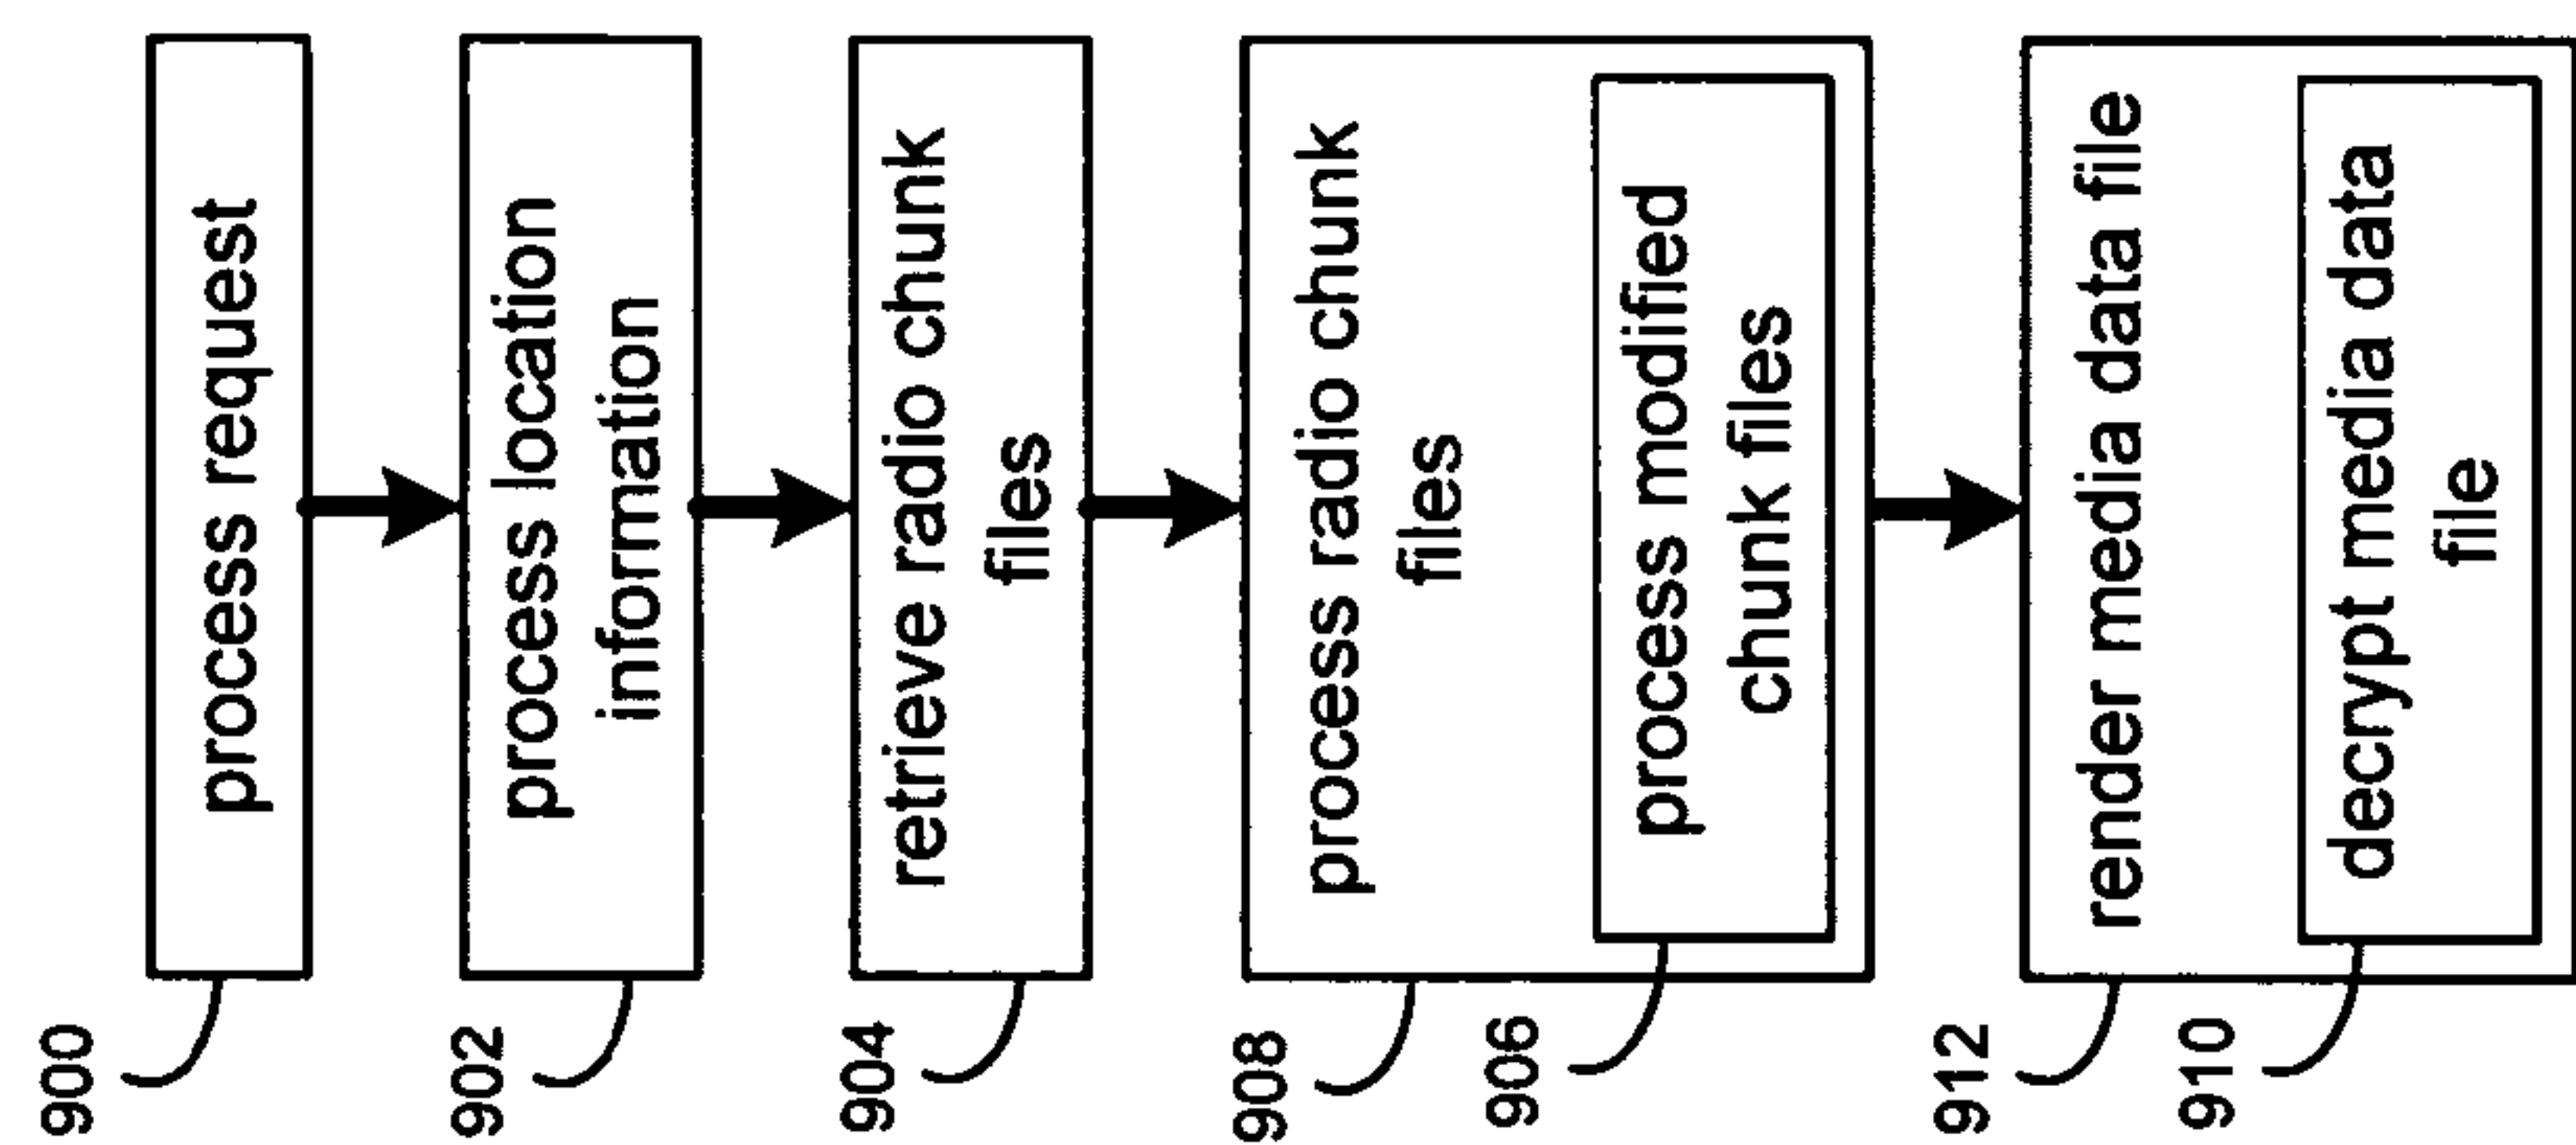 900
process request
902
process location
information
904
retrieve radio chunk
files
908
process radio chunk
files
906
process modified
chunk files
912
render media data file
910
decrypt media data
file